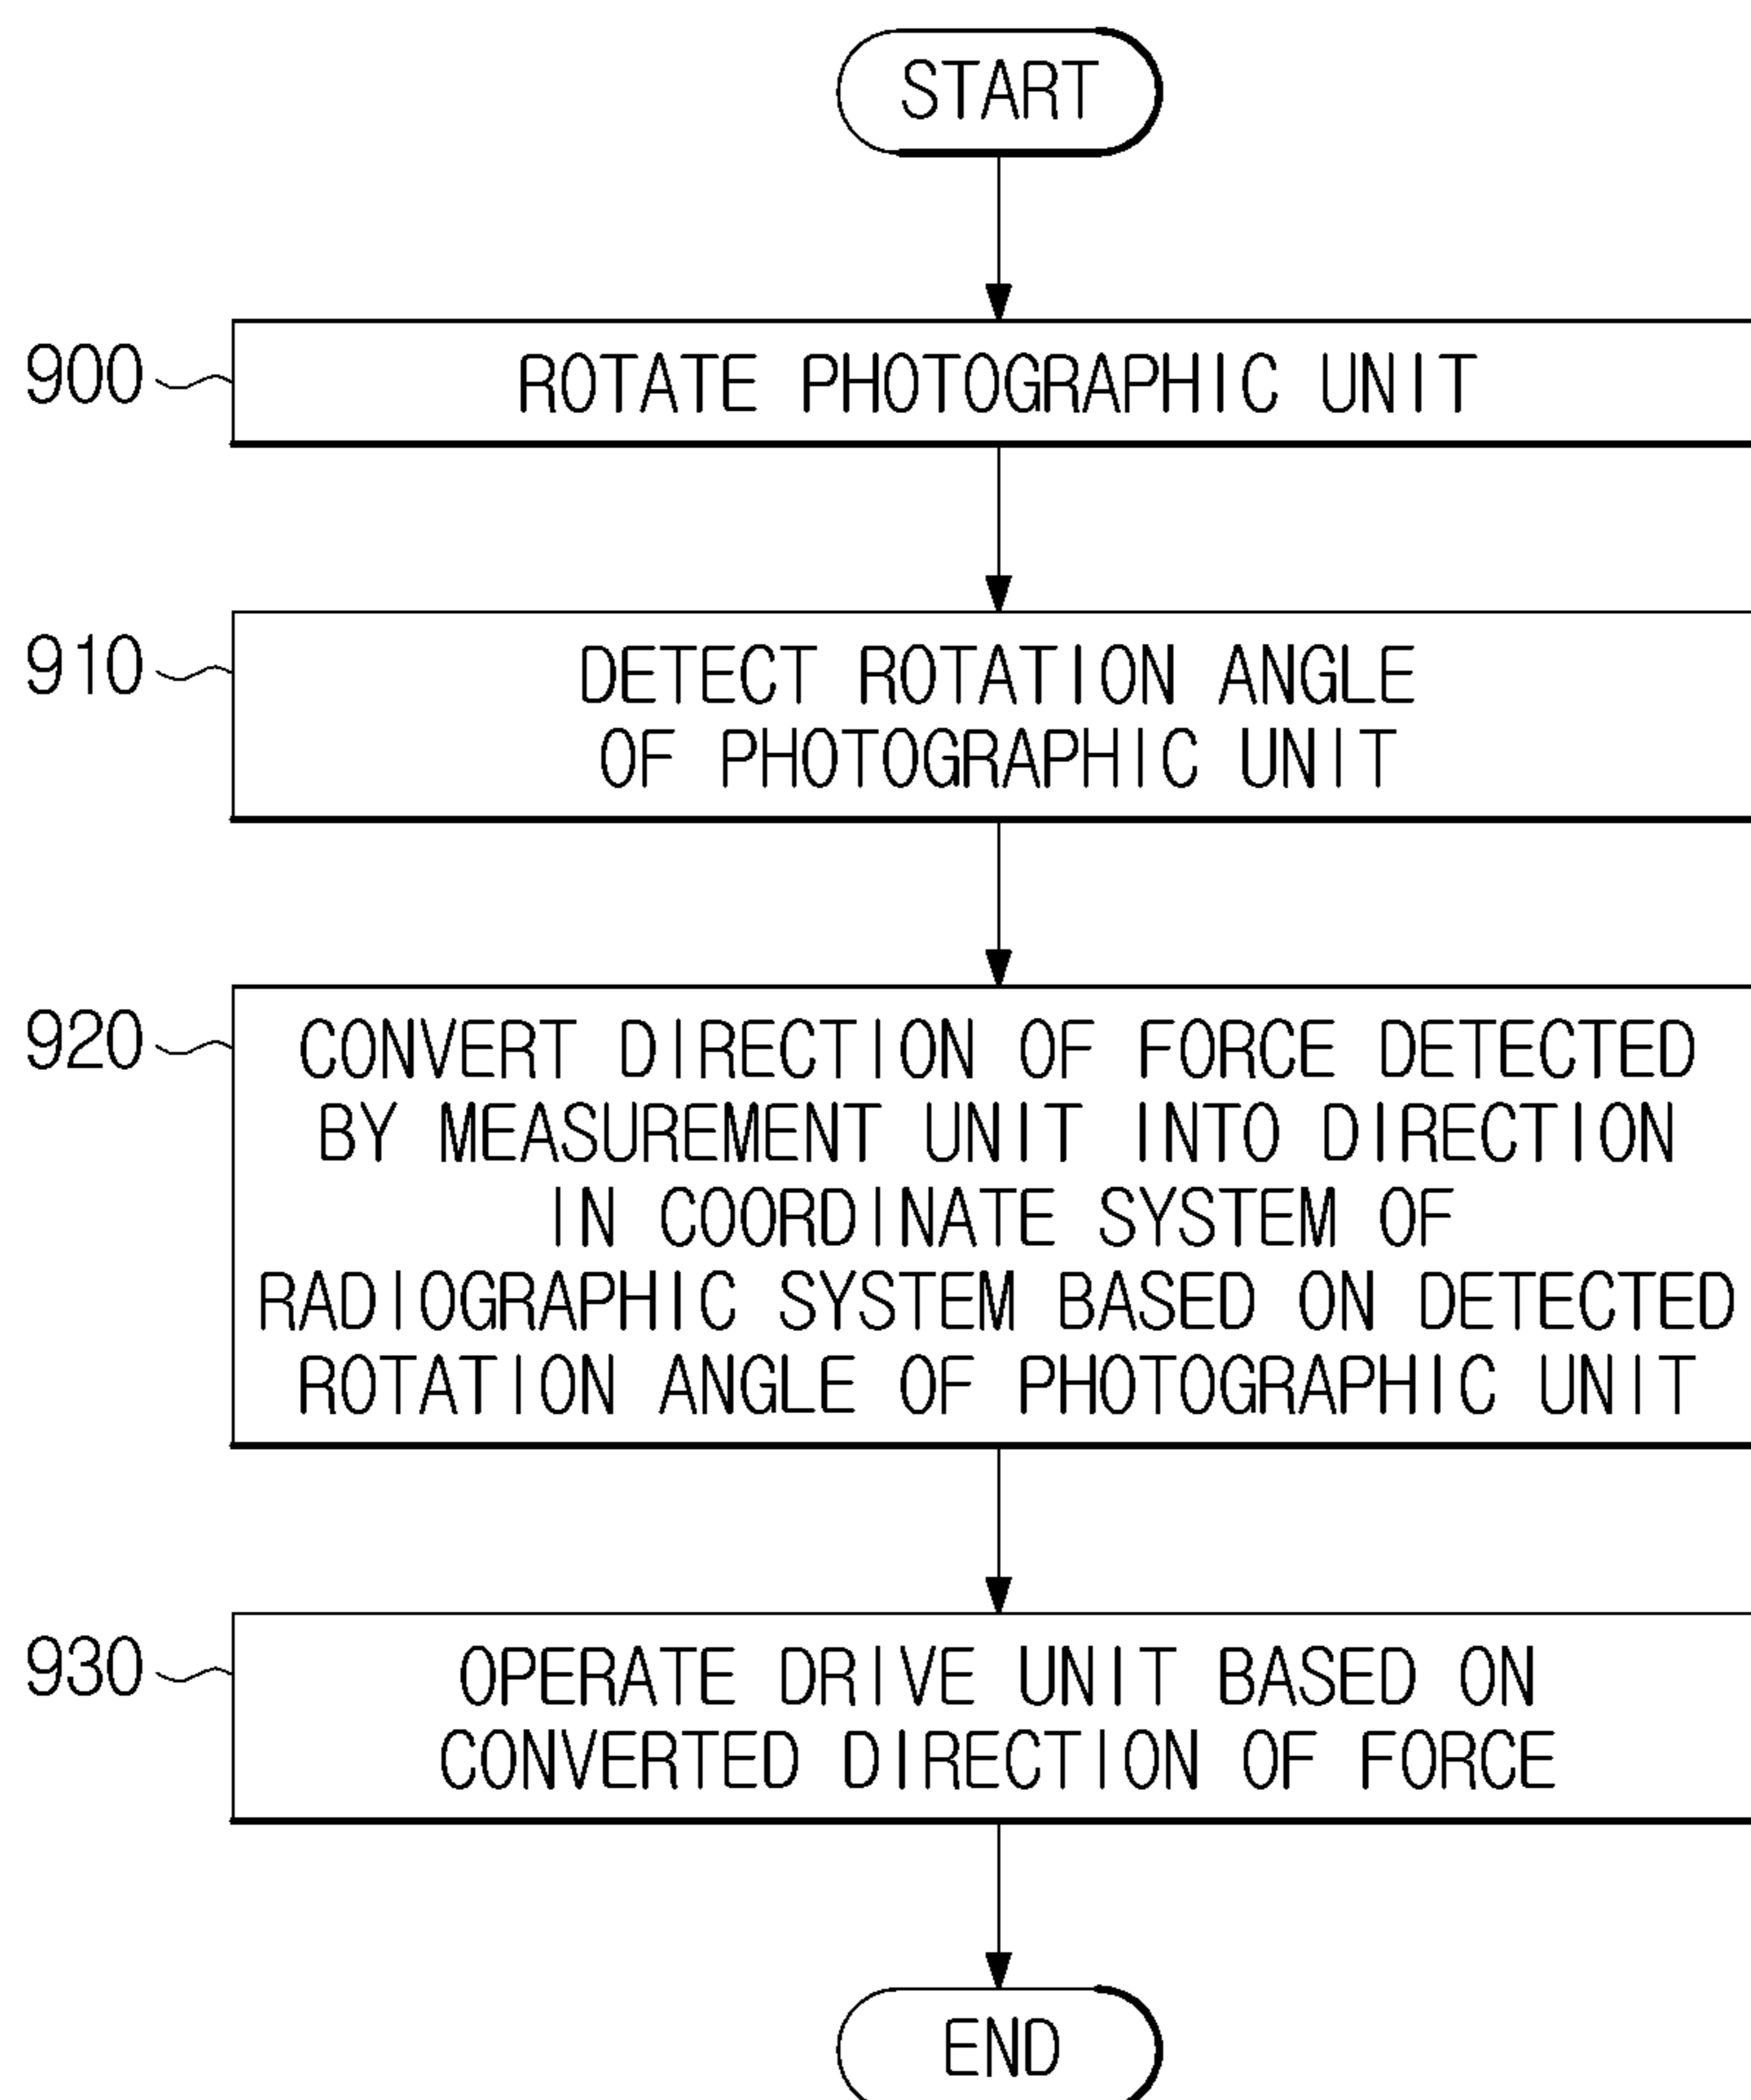 START
900
ROTATE PHOTOGRAPHIC UNIT
910
DETECT ROTATION ANGLE
OF PHOTOGRAPHIC UNIT
920
CONVERT DIRECTION OF FORCE DETECTED
BY MEASUREMENT UNIT INTO DIRECTION
IN COORDINATE SYSTEM OF
RADIOGRAPHIC SYSTEM BASED ON DETECTED
ROTATION ANGLE OF PHOTOGRAPHIC UNIT
930
OPERATE DRIVE UNIT BASED ON
CONVERTED DIRECTION OF FORCE
END